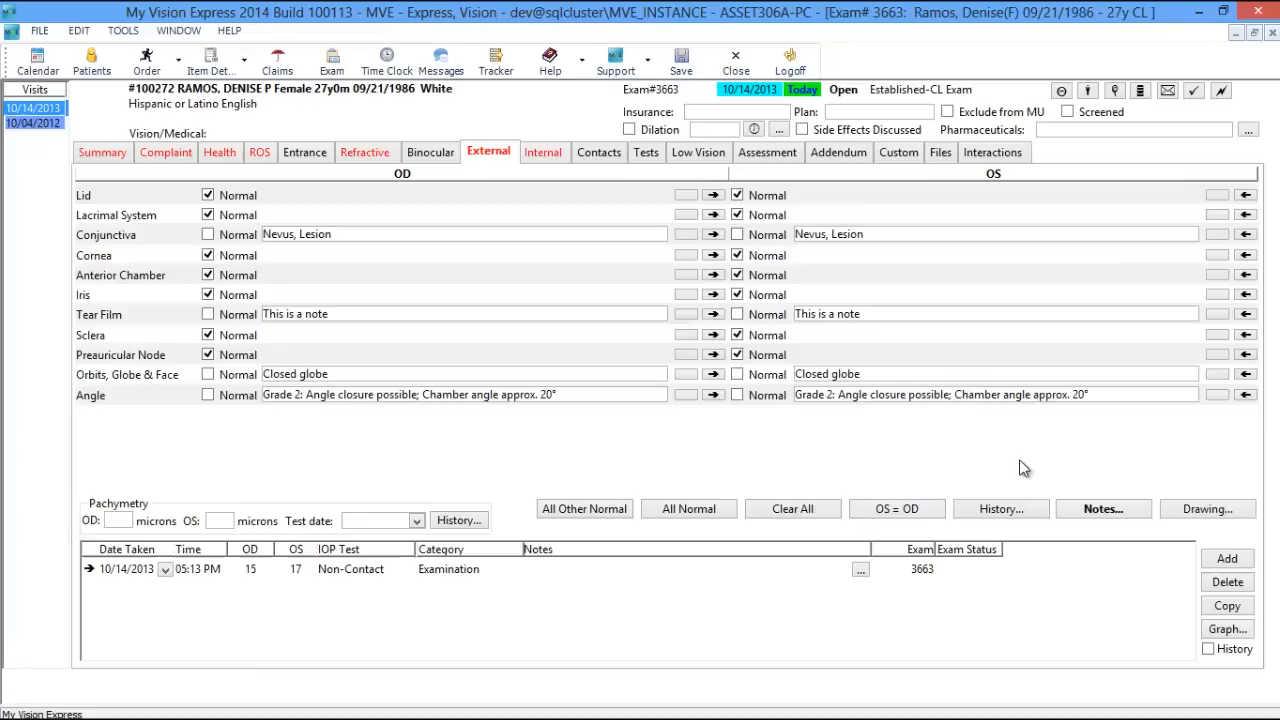 My Vision Express 2014 Build 100113 - MVE - Express, Vision - dev@sqlcluster\MVE_INSTANCE - ASSET306A-PC - [Exam# 3663: Ramos, Denise(F) 09/21/1986 - 27y CL ]
FILE EDIT TOOLS WINDOW HELP
Calendar Patients Order Item Det... Claims Exam Time Clock Messages Tracker Help Support Save Close Logoff
Visits
10/14/2013
10/04/2012
#100272 RAMOS, DENISE P Female 27y0m 09/21/1986 White
Hispanic or Latino English
Vision/Medical:
Exam#3663 10/14/2013 Today Open Established-CL Exam
Insurance: Plan: Exclude from MU Screened
Dilation ... Side Effects Discussed Pharmaceuticals: ...
Summary Complaint Health ROS Entrance Refractive Binocular External Internal Contacts Tests Low Vision Assessment Addendum Custom Files Interactions
OD OS
Lid Normal Normal
Lacrimal System Normal Normal
Conjunctiva Normal Nevus, Lesion Normal Nevus, Lesion
Cornea Normal Normal
Anterior Chamber Normal Normal
Iris Normal Normal
Tear Film Normal This is a note Normal This is a note
Sclera Normal Normal
Preauricular Node Normal Normal
Orbits, Globe & Face Normal Closed globe Normal Closed globe
Angle Normal Grade 2: Angle closure possible; Chamber angle approx. 20° Normal Grade 2: Angle closure possible; Chamber angle approx. 20°
Pachymetry
OD: microns OS: microns Test date: History...
All Other Normal All Normal Clear All OS = OD History... Notes... Drawing...
Date Taken Time OD OS IOP Test Category Notes Exam Exam Status
10/14/2013 05:13 PM 15 17 Non-Contact Examination ... 3663
Add
Delete
Copy
Graph...
History
My Vision Express